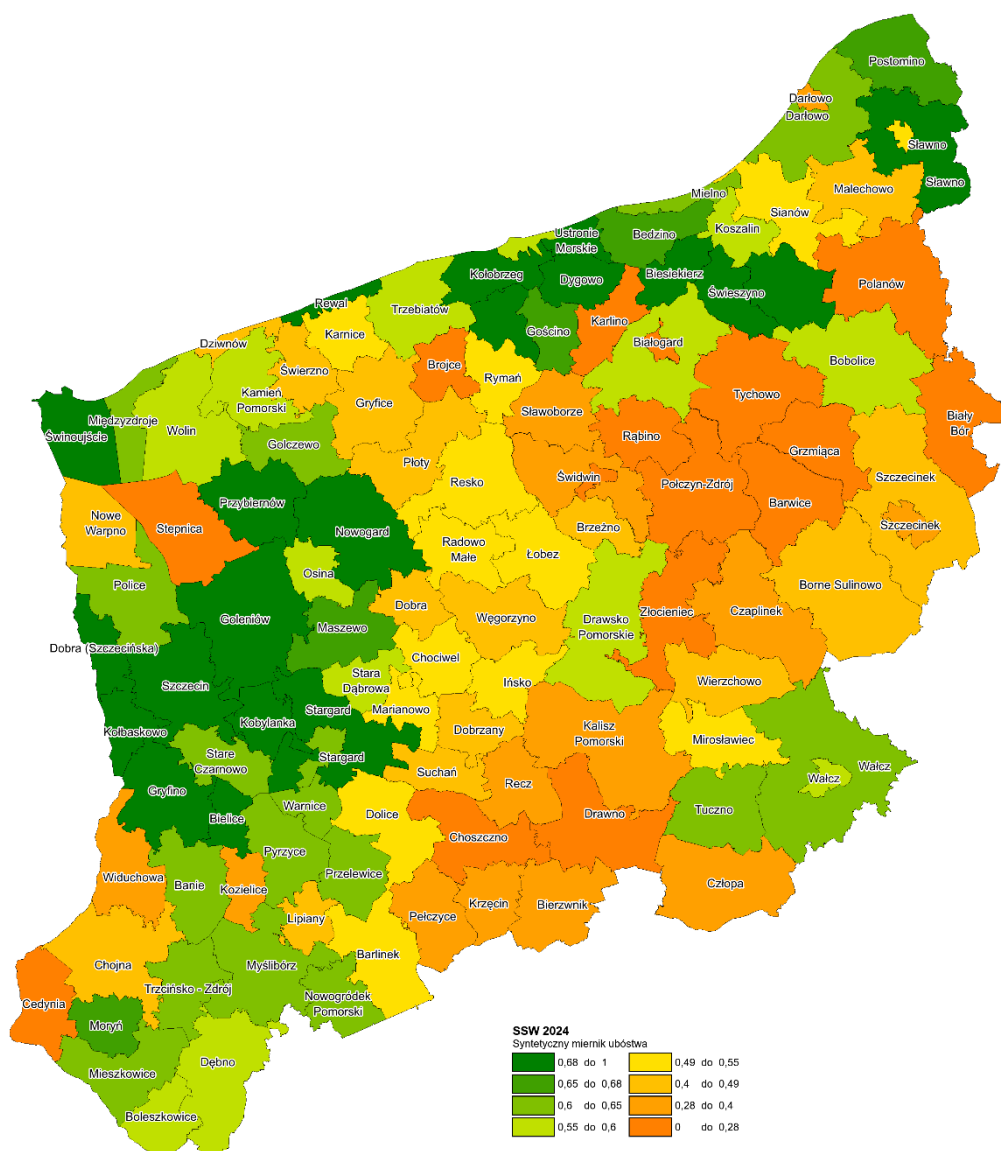 Postomino
Darłowo
Darłowo
Sławno
Sławno
Malechowo
Mielno
Sianów
Koszalin
Ustronie
Morskie
Będzino
Kołobrzeg
Dygowo
Biesiekierz
Świeszyno
Polanów
Rewal
Trzebiatów
Gościno
Karlino
Białogard
Bobolice
Dziwnów
Karnice
Brojce
Rymań
Tychowo
Świerzno
Kamień
Pomorski
Gryfice
Sławoborze
Rąbino
Grzmiąca
Biały
Bór
Międzyzdroje
Świnoujście
Wolin
Golczewo
Płoty
Resko
Świdwin
Połczyn-Zdrój
Barwice
Szczecinek
Szczecinek
Nowe
Warpno
Stepnica
Przybiernów
Nowogard
Radowo
Małe
Łobez
Brzeżno
Police
Osina
Borne Sulinowo
Goleniów
Dobra
Węgorzyno
Drawsko
Pomorskie
Złocieniec
Czaplinek
Maszewo
Dobra (Szczecińska)
Szczecin
Chociwel
Stara
Dąbrowa
Ińsko
Wierzchowo
Kołbaskowo
Kobylanka
Stargard
Marianowo
Dobrzany
Kalisz
Pomorski
Mirosławiec
Stare
Czarnowo
Stargard
Suchań
Wałcz
Wałcz
Gryfino
Bielice
Warnice
Dolice
Recz
Drawno
Tuczno
Choszczno
Pyrzyce
Przelewice
Widuchowa
Banie
Kozielice
Człopa
Lipiany
Pełczyce
Krzęcin
Bierzwnik
Chojna
Barlinek
Myślibórz
Trzcińsko - Zdrój
Nowogródek
Pomorski
Cedynia
Moryń
Mieszkowice
Dębno
Boleszkowice
SSW 2024
Syntetyczny miernik ubóstwa
0,68 do 1
0,65 do 0,68
0,6 do 0,65
0,55 do 0,6
0,49 do 0,55
0,4 do 0,49
0,28 do 0,4
0 do 0,28